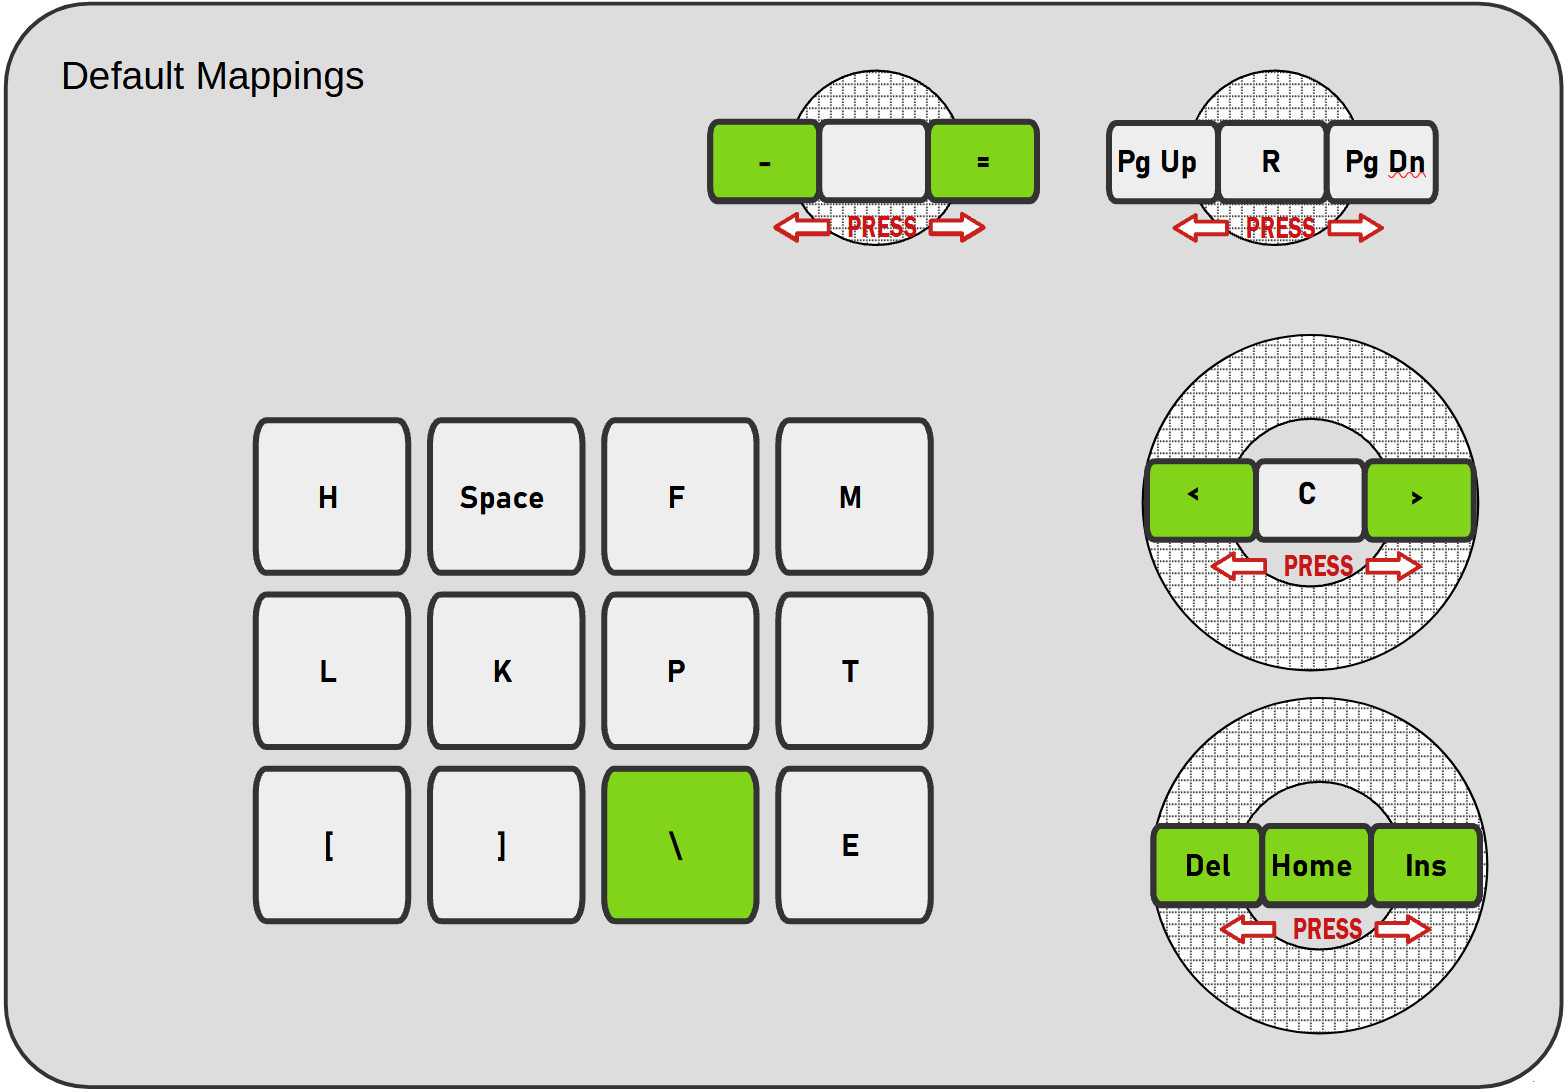 Default Mappings
- =
PRESS
Pg Up R Pg Dn
PRESS
< C >
PRESS
H Space F M
L K P T
[ ] \ E
Del Home Ins
PRESS